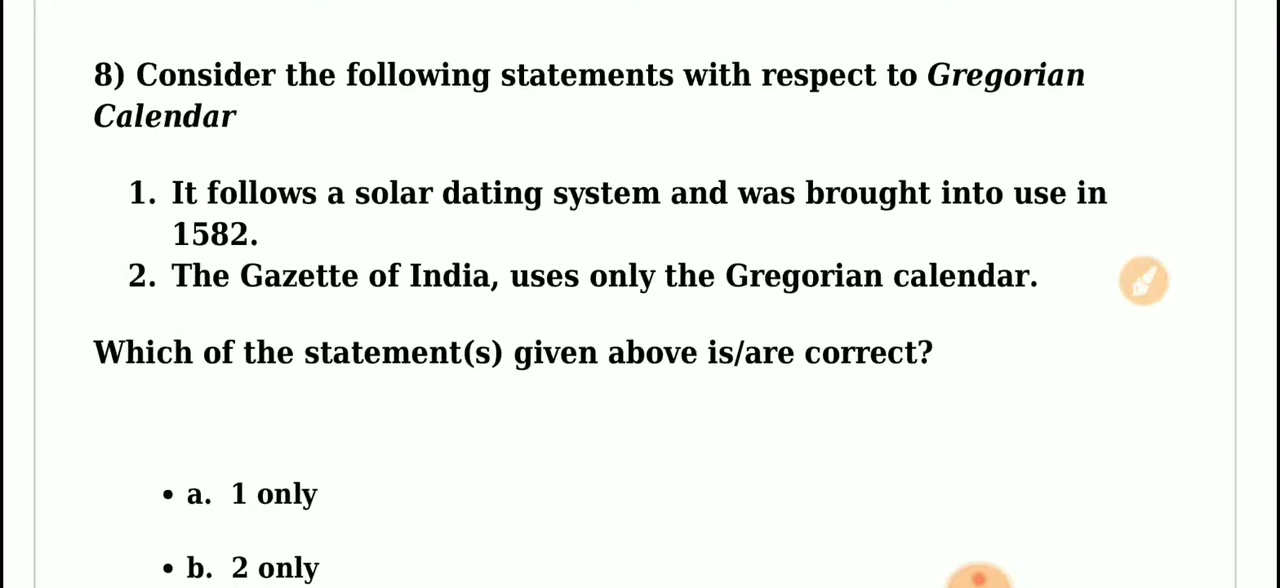 8) Consider the following statements with respect to Gregorian
Calendar
1. It follows a solar dating system and was brought into use in
1582.
2. The Gazette of India, uses only the Gregorian calendar.
Which of the statement(s) given above is/are correct?
• a. 1 only
• b. 2 only